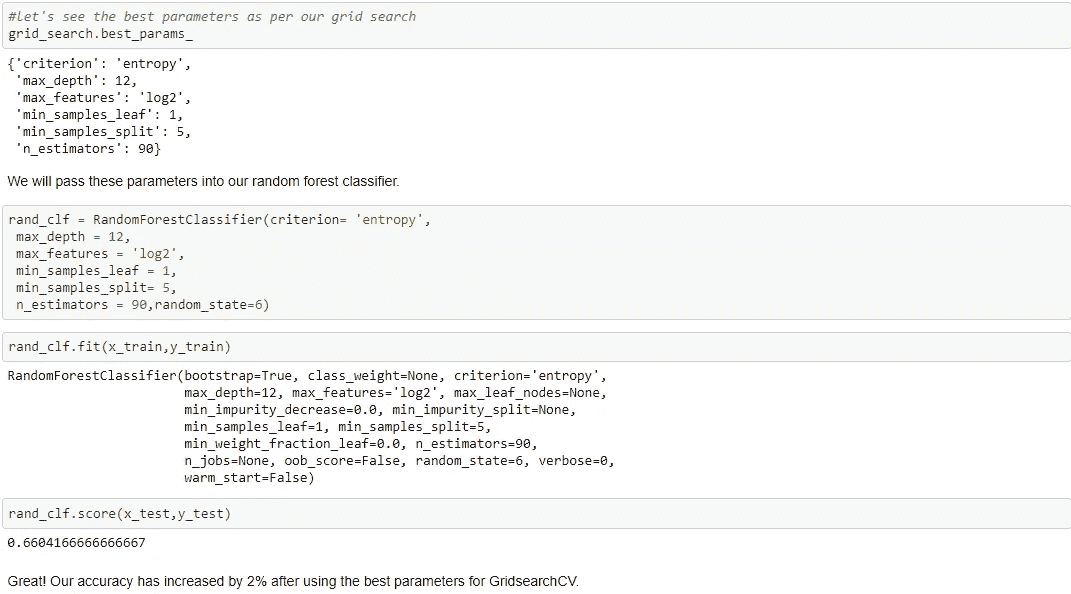 #Let's see the best parameters as per our grid search
grid_search.best_params_
{'criterion': 'entropy',
'max_depth': 12,
'max_features': 'log2',
'min_samples_leaf': 1,
'min_samples_split': 5,
'n_estimators': 90}
We will pass these parameters into our random forest classifier.
rand_clf = RandomForestClassifier(criterion= 'entropy',
max_depth = 12,
max_features = 'log2',
min_samples_leaf = 1,
min_samples_split= 5,
n_estimators = 90,random_state=6)
rand_clf.fit(x_train,y_train)
RandomForestClassifier(bootstrap=True, class_weight=None, criterion='entropy',
max_depth=12, max_features='log2', max_leaf_nodes=None,
min_impurity_decrease=0.0, min_impurity_split=None,
min_samples_leaf=1, min_samples_split=5,
min_weight_fraction_leaf=0.0, n_estimators=90,
n_jobs=None, oob_score=False, random_state=6, verbose=0,
warm_start=False)
rand_clf.score(x_test,y_test)
0.6604166666666667
Great! Our accuracy has increased by 2% after using the best parameters for GridsearchCV.